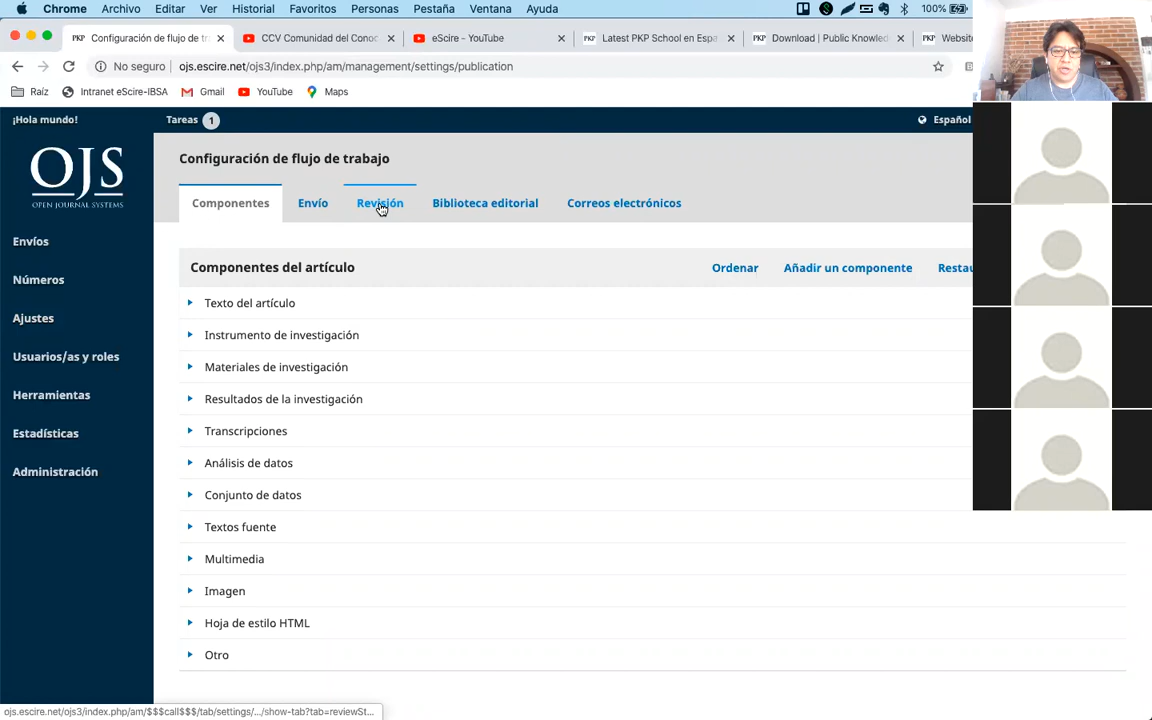 Chrome Archivo Editar Ver Historial Favoritos Personas Pestaña Ventana Ayuda 100%
PKP Configuración de flujo de tr × CCV Comunidad del Conoc × eScire - YouTube × PKP Latest PKP School en Espa × PKP Download | Public Knowled × PKP Website
No seguro | ojs.escire.net/ojs3/index.php/am/management/settings/publication
Raíz Intranet eScire-IBSA Gmail YouTube Maps
¡Hola mundo! Tareas 1 Español
OJS
OPEN JOURNAL SYSTEMS
Configuración de flujo de trabajo
Componentes Envío Revisión Biblioteca editorial Correos electrónicos
Envíos
Números
Ajustes
Usuarios/as y roles
Herramientas
Estadísticas
Administración
Componentes del artículo Ordenar Añadir un componente Restau
Texto del artículo
Instrumento de investigación
Materiales de investigación
Resultados de la investigación
Transcripciones
Análisis de datos
Conjunto de datos
Textos fuente
Multimedia
Imagen
Hoja de estilo HTML
Otro
ojs.escire.net/ojs3/index.php/am/$$$call$$$/tab/settings/.../show-tab?tab=reviewSt...